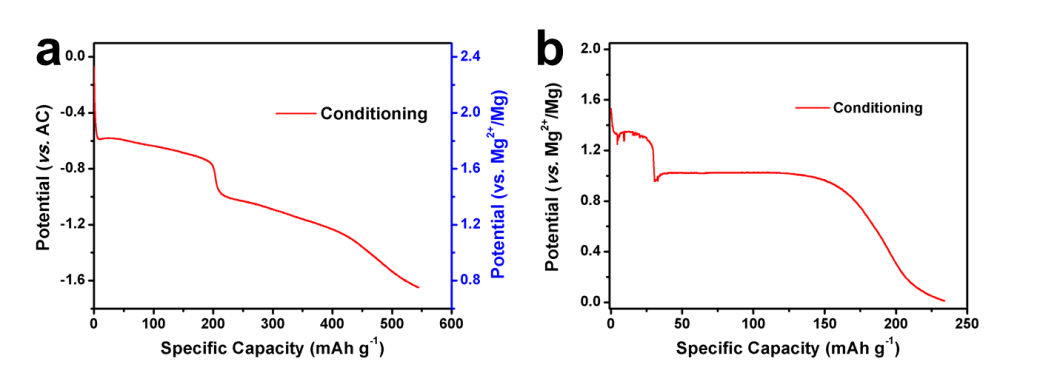 a
0.0
-0.4
-0.8
-1.2
-1.6
Potential (vs. AC)
Conditioning
2.4
2.0
1.6
1.2
0.8
Potential (vs. Mg²⁺/Mg)
0 100 200 300 400 500 600
Specific Capacity (mAh g⁻¹)
b
2.0
1.6
1.2
0.8
0.4
0.0
Potential (vs. Mg²⁺/Mg)
Conditioning
0 50 100 150 200 250
Specific Capacity (mAh g⁻¹)